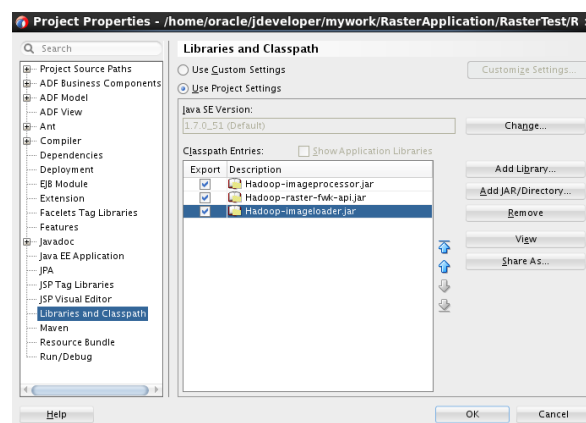 Project Properties - /home/oracle/jdeveloper/mywork/RasterApplication/RasterTest/R
Search
Project Source Paths
ADF Business Components
ADF Model
ADF View
Ant
Compiler
Dependencies
Deployment
EJB Module
Extension
Facelets Tag Libraries
Features
Javadoc
Java EE Application
JPA
JSP Tag Libraries
JSP Visual Editor
Libraries and Classpath
Maven
Resource Bundle
Run/Debug
Libraries and Classpath
Use Custom Settings
Customize Settings...
Use Project Settings
Java SE Version:
1.7.0_51 (Default)
Change...
Classpath Entries:
Show Application Libraries
Export Description
Hadoop-imageprocessor.jar
Hadoop-raster-fwk-api.jar
Hadoop-imageloader.jar
Add Library...
Add JAR/Directory...
Remove
View
Share As...
Help
OK
Cancel